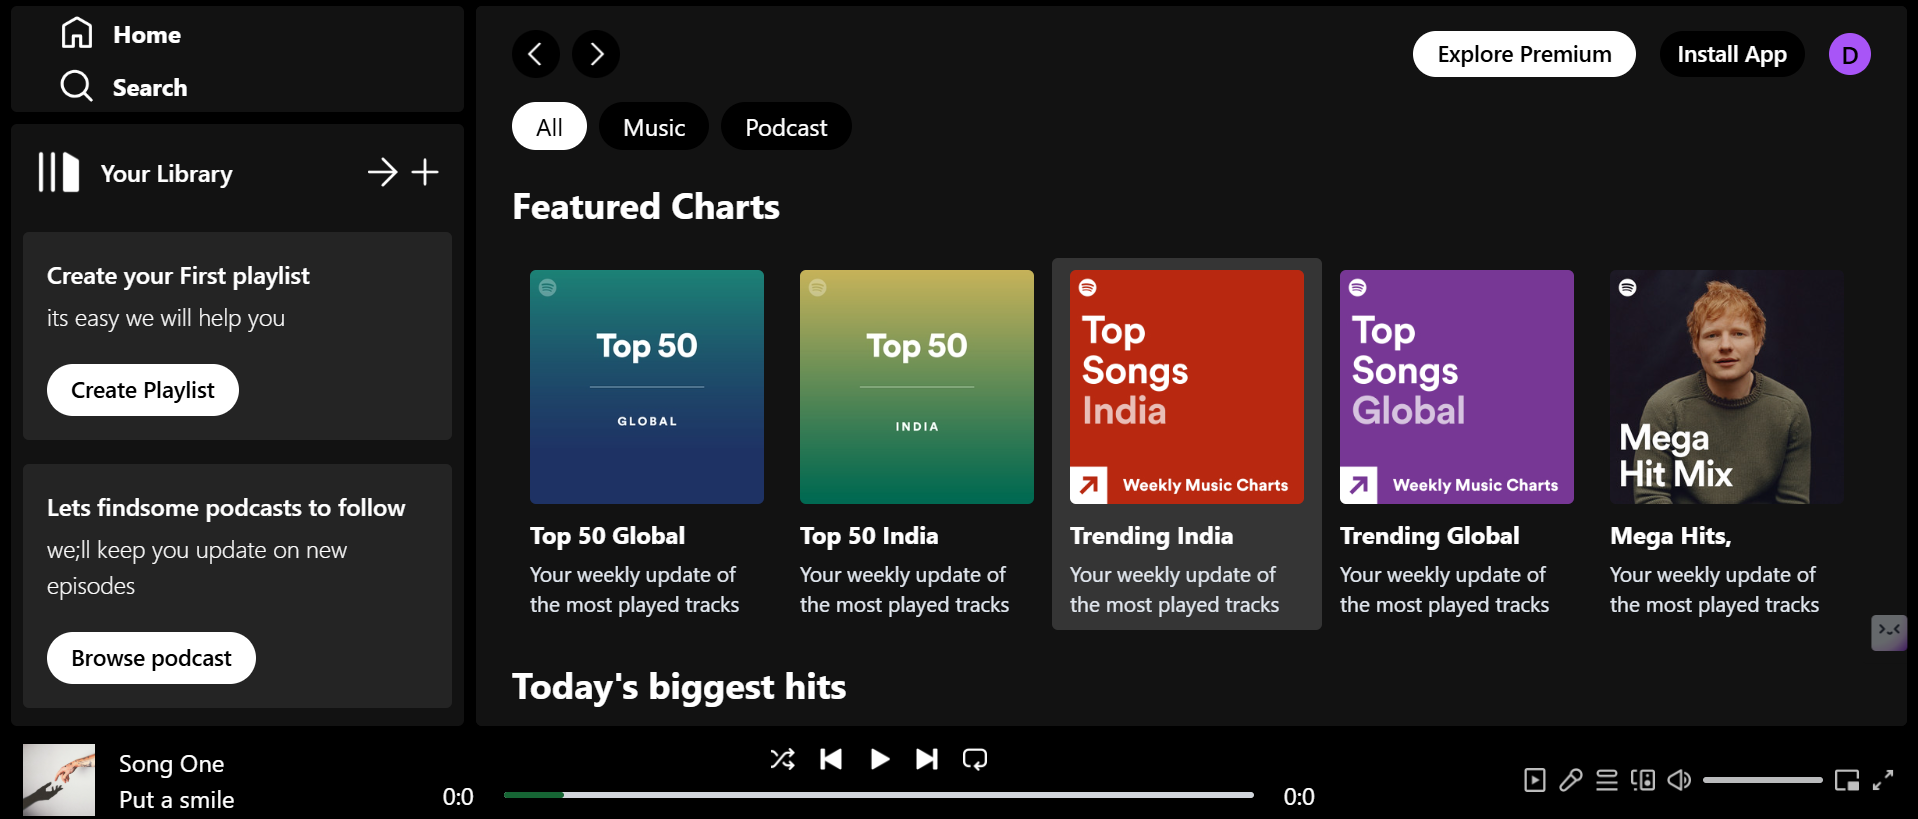 Home
Search
Your Library
Create your First playlist
its easy we will help you
Create Playlist
Lets findsome podcasts to follow
we;ll keep you update on new
episodes
Browse podcast
Explore Premium
Install App
D
All
Music
Podcast
Featured Charts
Top 50
GLOBAL
Top 50 Global
Your weekly update of
the most played tracks
Top 50
INDIA
Top 50 India
Your weekly update of
the most played tracks
Top
Songs
India
Weekly Music Charts
Trending India
Your weekly update of
the most played tracks
Top
Songs
Global
Weekly Music Charts
Trending Global
Your weekly update of
the most played tracks
Mega
Hit Mix
Mega Hits,
Your weekly update of
the most played tracks
Today's biggest hits
Song One
Put a smile
0:0
0:0